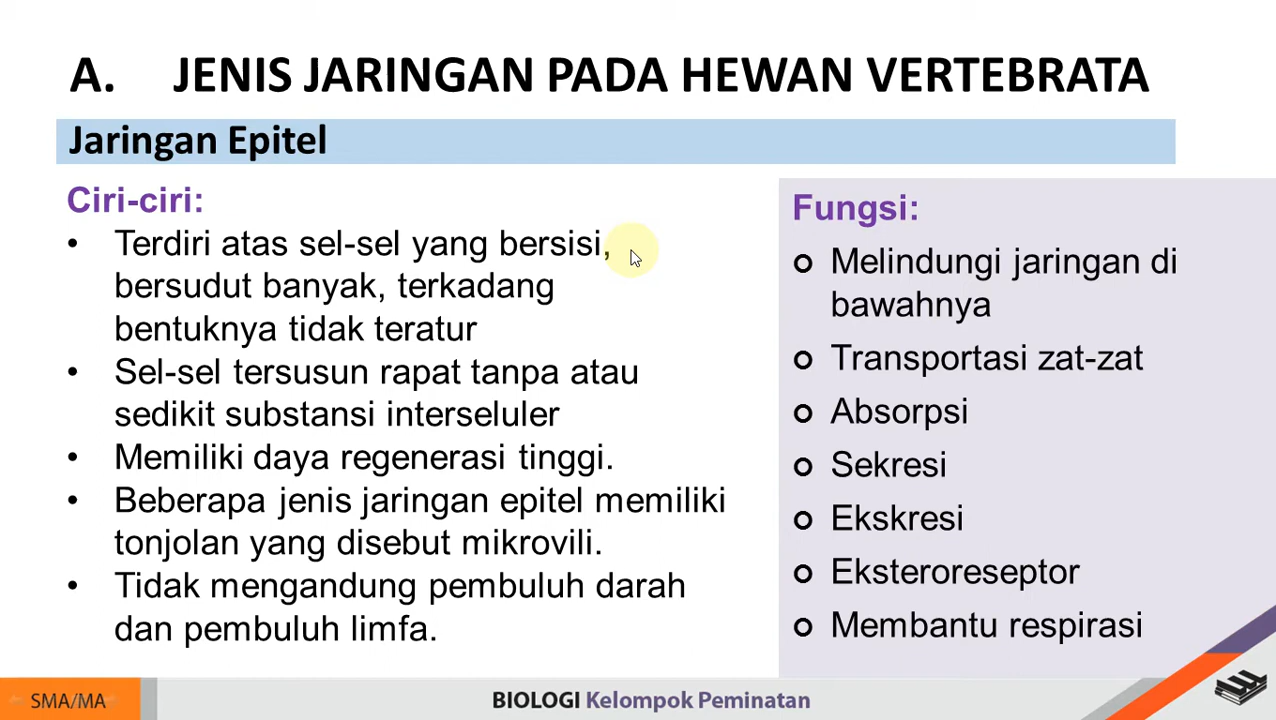 A. JENIS JARINGAN PADA HEWAN VERTEBRATA
Jaringan Epitel
Ciri-ciri:
• Terdiri atas sel-sel yang bersisi,
bersudut banyak, terkadang
bentuknya tidak teratur
• Sel-sel tersusun rapat tanpa atau
sedikit substansi interseluler
• Memiliki daya regenerasi tinggi.
• Beberapa jenis jaringan epitel memiliki
tonjolan yang disebut mikrovili.
• Tidak mengandung pembuluh darah
dan pembuluh limfa.
Fungsi:
Melindungi jaringan di
bawahnya
Transportasi zat-zat
Absorpsi
Sekresi
Ekskresi
Eksteroreseptor
Membantu respirasi
SMA/MA
BIOLOGI Kelompok Peminatan